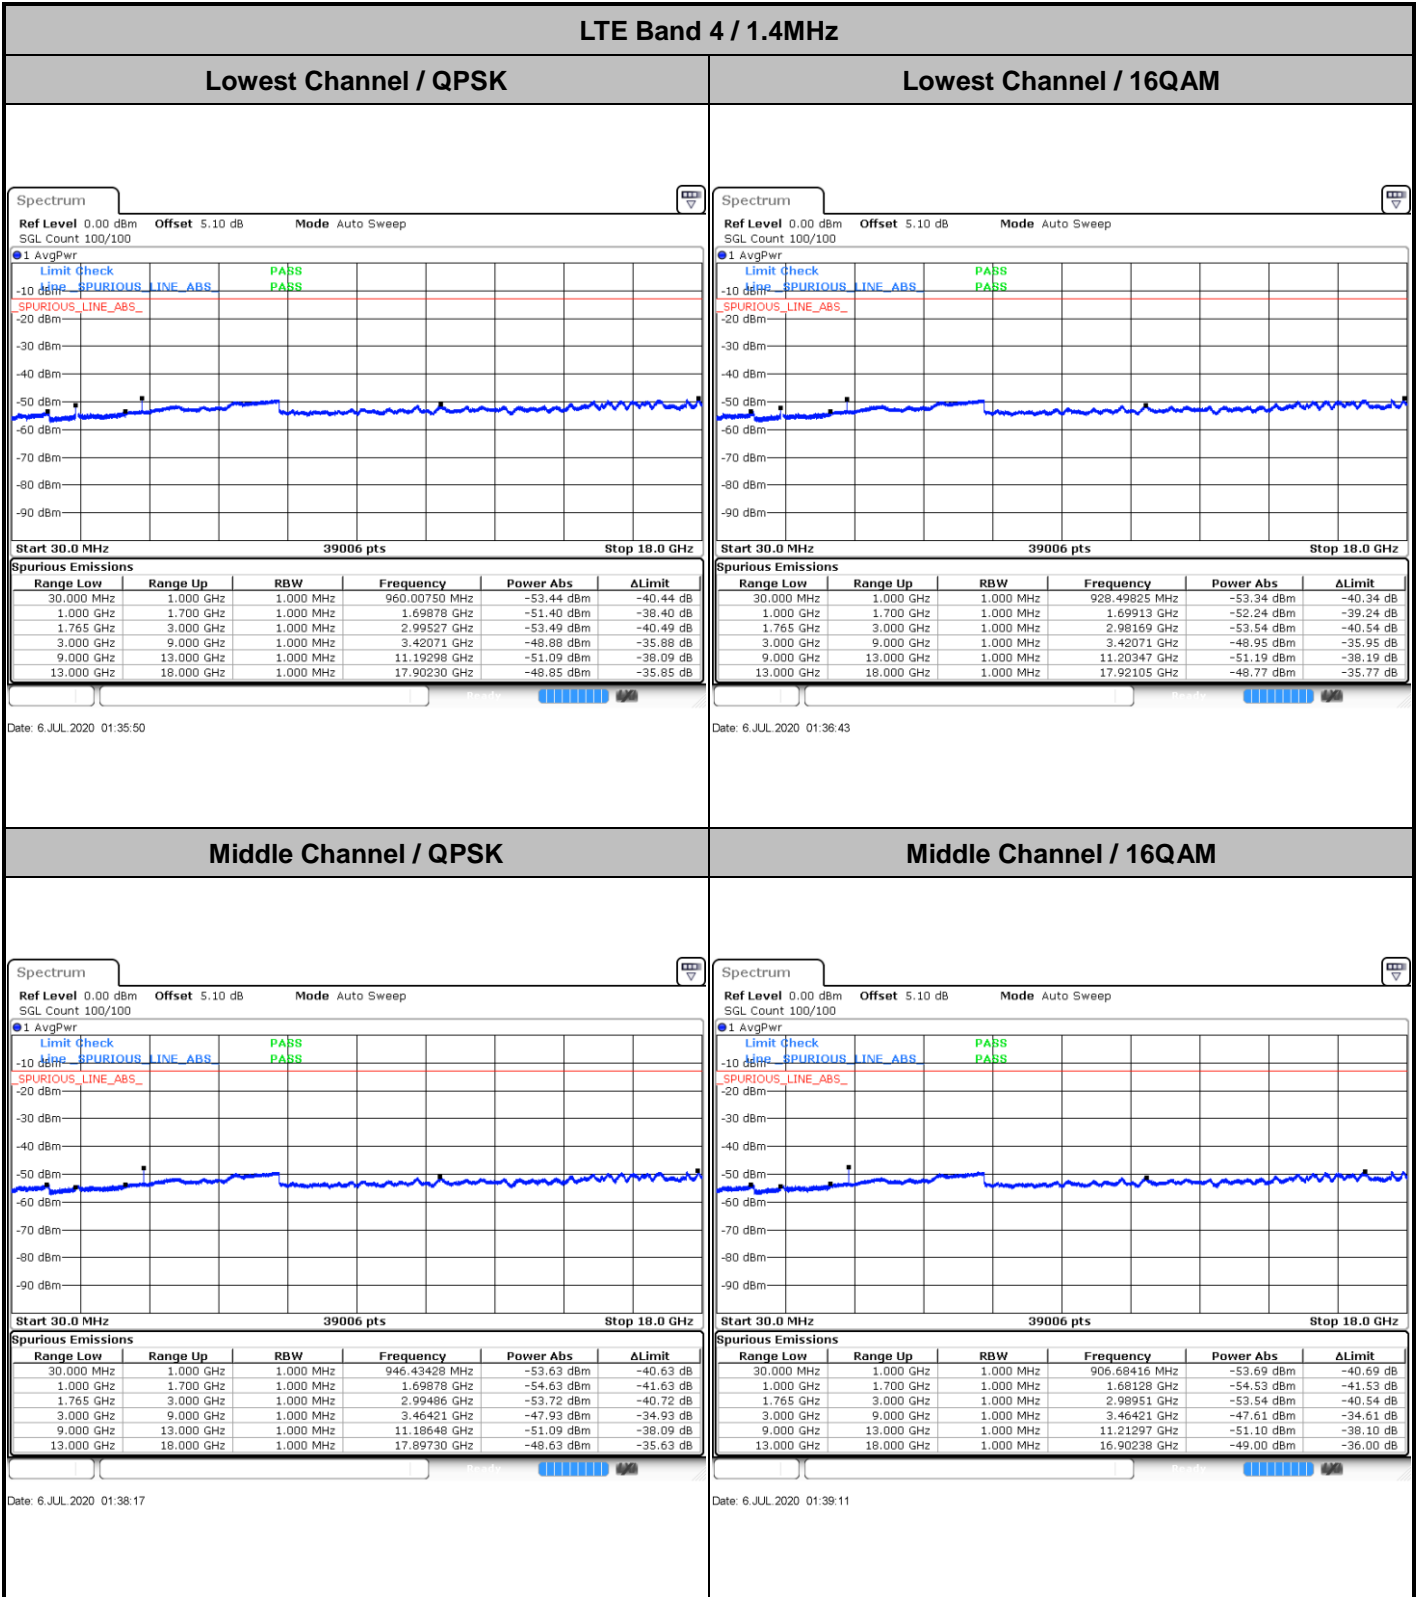 LTE Band 4 / 1.4MHz
Lowest Channel / QPSK
Lowest Channel / 16QAM
Spectrum
Ref Level 0.00 dBm Offset 5.10 dB Mode Auto Sweep
SGL Count 100/100
1 AvgPwr
Limit Check PASS
Line _SPURIOUS_LINE_ABS_ PASS
-10 dBm
_SPURIOUS_LINE_ABS_
-20 dBm
-30 dBm
-40 dBm
-50 dBm
-60 dBm
-70 dBm
-80 dBm
-90 dBm
Start 30.0 MHz 39006 pts Stop 18.0 GHz
Spurious Emissions
Range Low Range Up RBW Frequency Power Abs ΔLimit
30.000 MHz 1.000 GHz 1.000 MHz 960.00750 MHz -53.44 dBm -40.44 dB
1.000 GHz 1.700 GHz 1.000 MHz 1.69878 GHz -51.40 dBm -38.40 dB
1.765 GHz 3.000 GHz 1.000 MHz 2.99527 GHz -53.49 dBm -40.49 dB
3.000 GHz 9.000 GHz 1.000 MHz 3.42071 GHz -48.88 dBm -35.88 dB
9.000 GHz 13.000 GHz 1.000 MHz 11.19298 GHz -51.09 dBm -38.09 dB
13.000 GHz 18.000 GHz 1.000 MHz 17.90230 GHz -48.85 dBm -35.85 dB
Ready
Date: 6.JUL.2020 01:35:50
Spectrum
Ref Level 0.00 dBm Offset 5.10 dB Mode Auto Sweep
SGL Count 100/100
1 AvgPwr
Limit Check PASS
Line _SPURIOUS_LINE_ABS_ PASS
-10 dBm
_SPURIOUS_LINE_ABS_
-20 dBm
-30 dBm
-40 dBm
-50 dBm
-60 dBm
-70 dBm
-80 dBm
-90 dBm
Start 30.0 MHz 39006 pts Stop 18.0 GHz
Spurious Emissions
Range Low Range Up RBW Frequency Power Abs ΔLimit
30.000 MHz 1.000 GHz 1.000 MHz 928.49825 MHz -53.34 dBm -40.34 dB
1.000 GHz 1.700 GHz 1.000 MHz 1.69913 GHz -52.24 dBm -39.24 dB
1.765 GHz 3.000 GHz 1.000 MHz 2.98169 GHz -53.54 dBm -40.54 dB
3.000 GHz 9.000 GHz 1.000 MHz 3.42071 GHz -48.95 dBm -35.95 dB
9.000 GHz 13.000 GHz 1.000 MHz 11.20347 GHz -51.19 dBm -38.19 dB
13.000 GHz 18.000 GHz 1.000 MHz 17.92105 GHz -48.77 dBm -35.77 dB
Ready
Date: 6.JUL.2020 01:36:43
Middle Channel / QPSK
Middle Channel / 16QAM
Spectrum
Ref Level 0.00 dBm Offset 5.10 dB Mode Auto Sweep
SGL Count 100/100
1 AvgPwr
Limit Check PASS
Line _SPURIOUS_LINE_ABS_ PASS
-10 dBm
_SPURIOUS_LINE_ABS_
-20 dBm
-30 dBm
-40 dBm
-50 dBm
-60 dBm
-70 dBm
-80 dBm
-90 dBm
Start 30.0 MHz 39006 pts Stop 18.0 GHz
Spurious Emissions
Range Low Range Up RBW Frequency Power Abs ΔLimit
30.000 MHz 1.000 GHz 1.000 MHz 946.43428 MHz -53.63 dBm -40.63 dB
1.000 GHz 1.700 GHz 1.000 MHz 1.69878 GHz -54.63 dBm -41.63 dB
1.765 GHz 3.000 GHz 1.000 MHz 2.99486 GHz -53.72 dBm -40.72 dB
3.000 GHz 9.000 GHz 1.000 MHz 3.46421 GHz -47.93 dBm -34.93 dB
9.000 GHz 13.000 GHz 1.000 MHz 11.18648 GHz -51.09 dBm -38.09 dB
13.000 GHz 18.000 GHz 1.000 MHz 17.89730 GHz -48.63 dBm -35.63 dB
Ready
Date: 6.JUL.2020 01:38:17
Spectrum
Ref Level 0.00 dBm Offset 5.10 dB Mode Auto Sweep
SGL Count 100/100
1 AvgPwr
Limit Check PASS
Line _SPURIOUS_LINE_ABS_ PASS
-10 dBm
_SPURIOUS_LINE_ABS_
-20 dBm
-30 dBm
-40 dBm
-50 dBm
-60 dBm
-70 dBm
-80 dBm
-90 dBm
Start 30.0 MHz 39006 pts Stop 18.0 GHz
Spurious Emissions
Range Low Range Up RBW Frequency Power Abs ΔLimit
30.000 MHz 1.000 GHz 1.000 MHz 906.68416 MHz -53.69 dBm -40.69 dB
1.000 GHz 1.700 GHz 1.000 MHz 1.68128 GHz -54.53 dBm -41.53 dB
1.765 GHz 3.000 GHz 1.000 MHz 2.98951 GHz -53.54 dBm -40.54 dB
3.000 GHz 9.000 GHz 1.000 MHz 3.46421 GHz -47.61 dBm -34.61 dB
9.000 GHz 13.000 GHz 1.000 MHz 11.21297 GHz -51.10 dBm -38.10 dB
13.000 GHz 18.000 GHz 1.000 MHz 16.90238 GHz -49.00 dBm -36.00 dB
Ready
Date: 6.JUL.2020 01:39:11